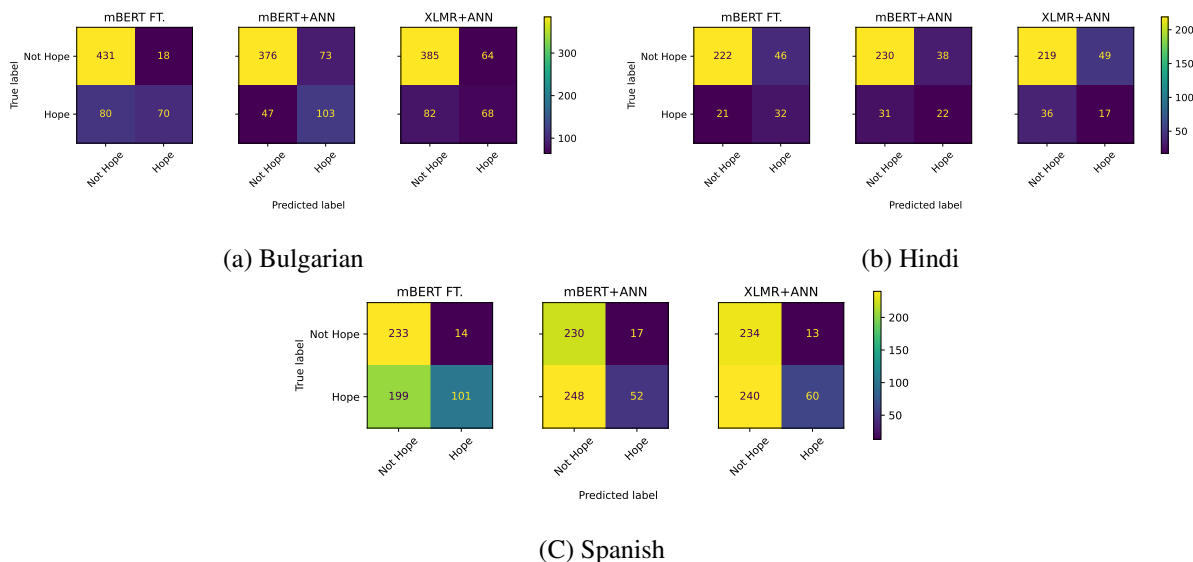 mBERT FT. mBERT+ANN XLMR+ANN
True label
Not Hope 431 18 376 73 385 64
Hope 80 70 47 103 82 68
300
200
100
Not Hope Hope Not Hope Hope Not Hope Hope
Predicted label
(a) Bulgarian
mBERT FT. mBERT+ANN XLMR+ANN
True label
Not Hope 222 46 230 38 219 49
Hope 21 32 31 22 36 17
200
150
100
50
Not Hope Hope Not Hope Hope Not Hope Hope
Predicted label
(b) Hindi
mBERT FT. mBERT+ANN XLMR+ANN
True label
Not Hope 233 14 230 17 234 13
Hope 199 101 248 52 240 60
200
150
100
50
Not Hope Hope Not Hope Hope Not Hope Hope
Predicted label
(C) Spanish